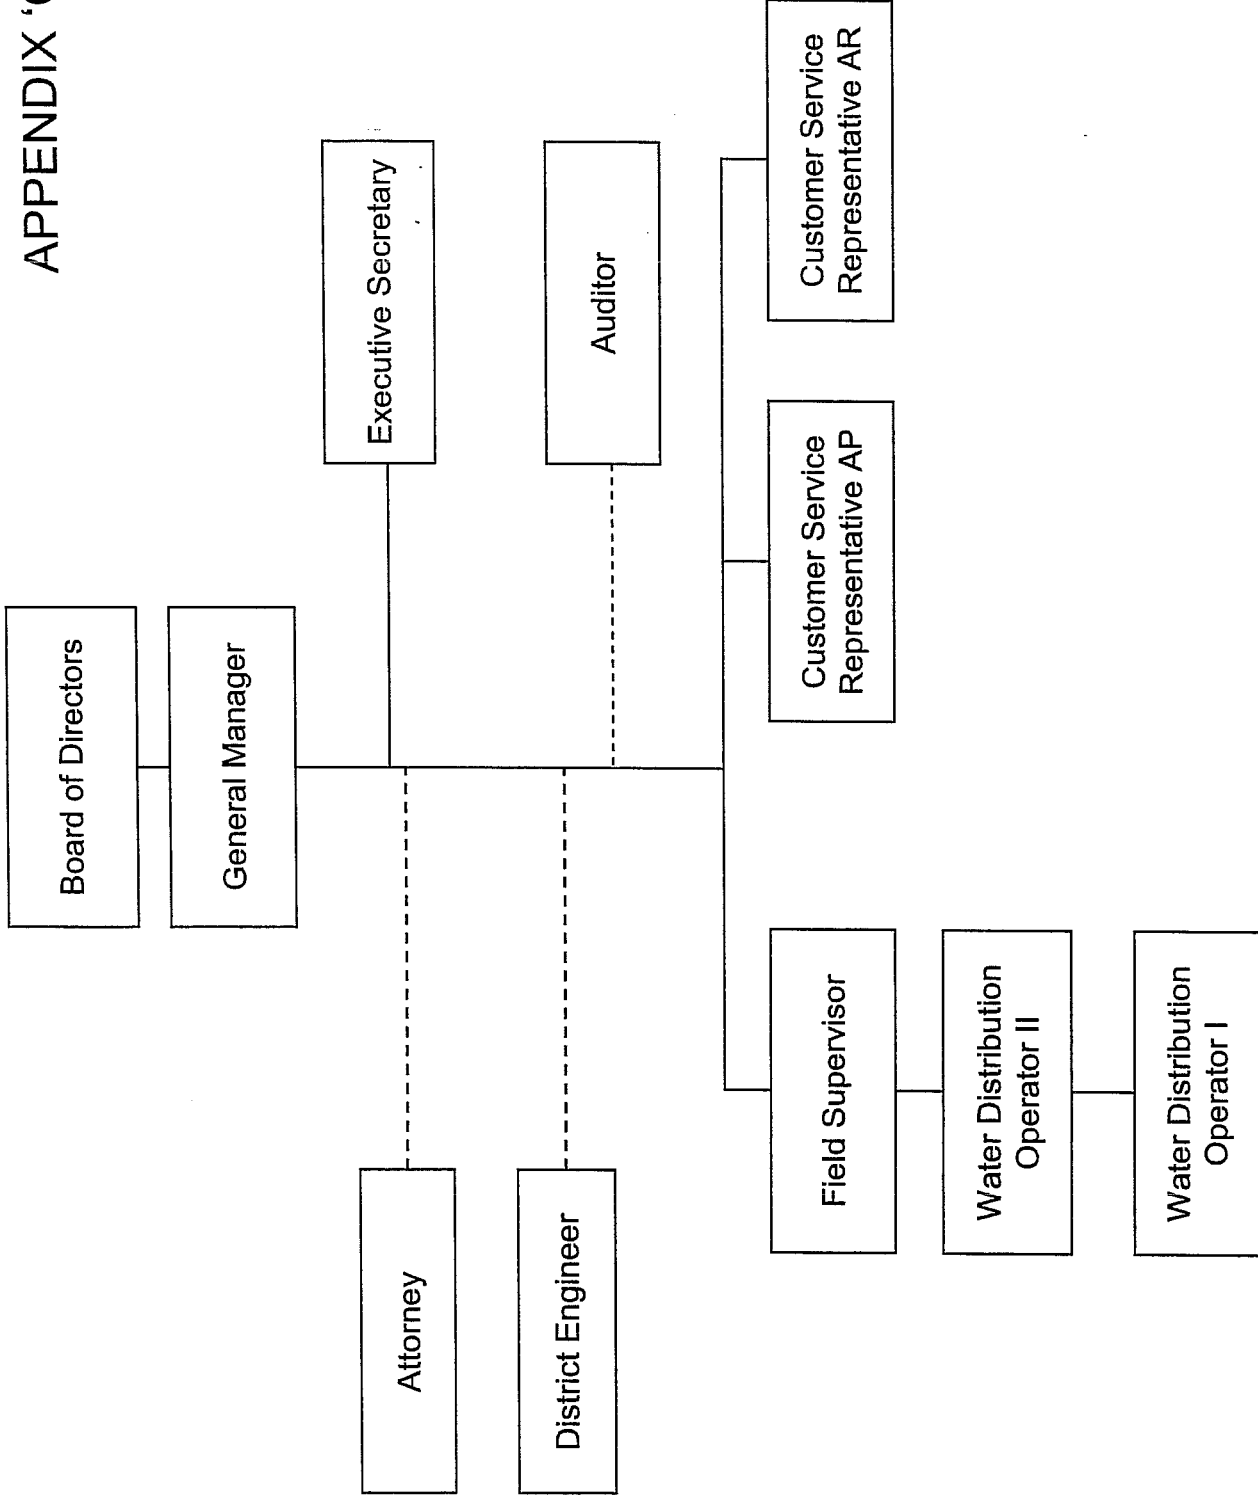 APPENDIX
Board of Directors
General Manager
Executive Secretary
Attorney
District Engineer
Auditor
Field Supervisor
Customer Service
Representative AP
Customer Service
Representative AR
Water Distribution
Operator II
Water Distribution
Operator I